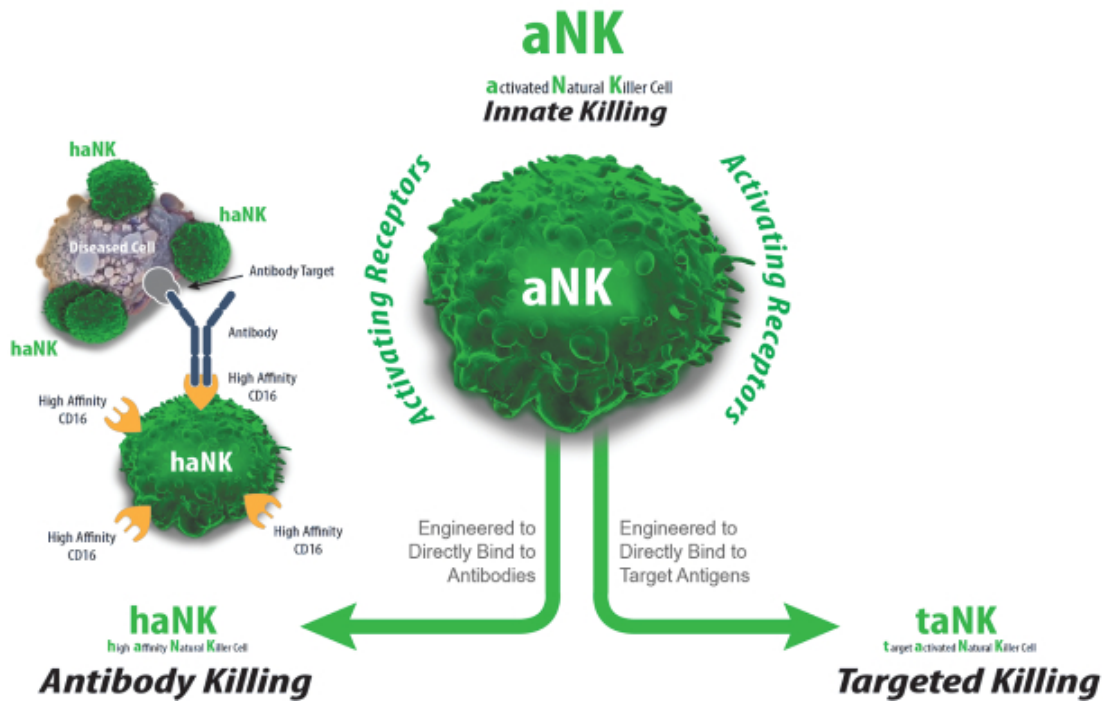 aNK
activated Natural Killer Cell
Innate Killing
haNK
haNK
Diseased Cell
Antibody Target
haNK
Antibody
High Affinity
CD16
High Affinity
CD16
haNK
High Affinity
CD16
High Affinity
CD16
Activating Receptors
aNK
Activating Receptors
Engineered to
Directly Bind to
Antibodies
Engineered to
Directly Bind to
Target Antigens
haNK
high affinity Natural Killer Cell
Antibody Killing
taNK
target activated Natural Killer Cell
Targeted Killing